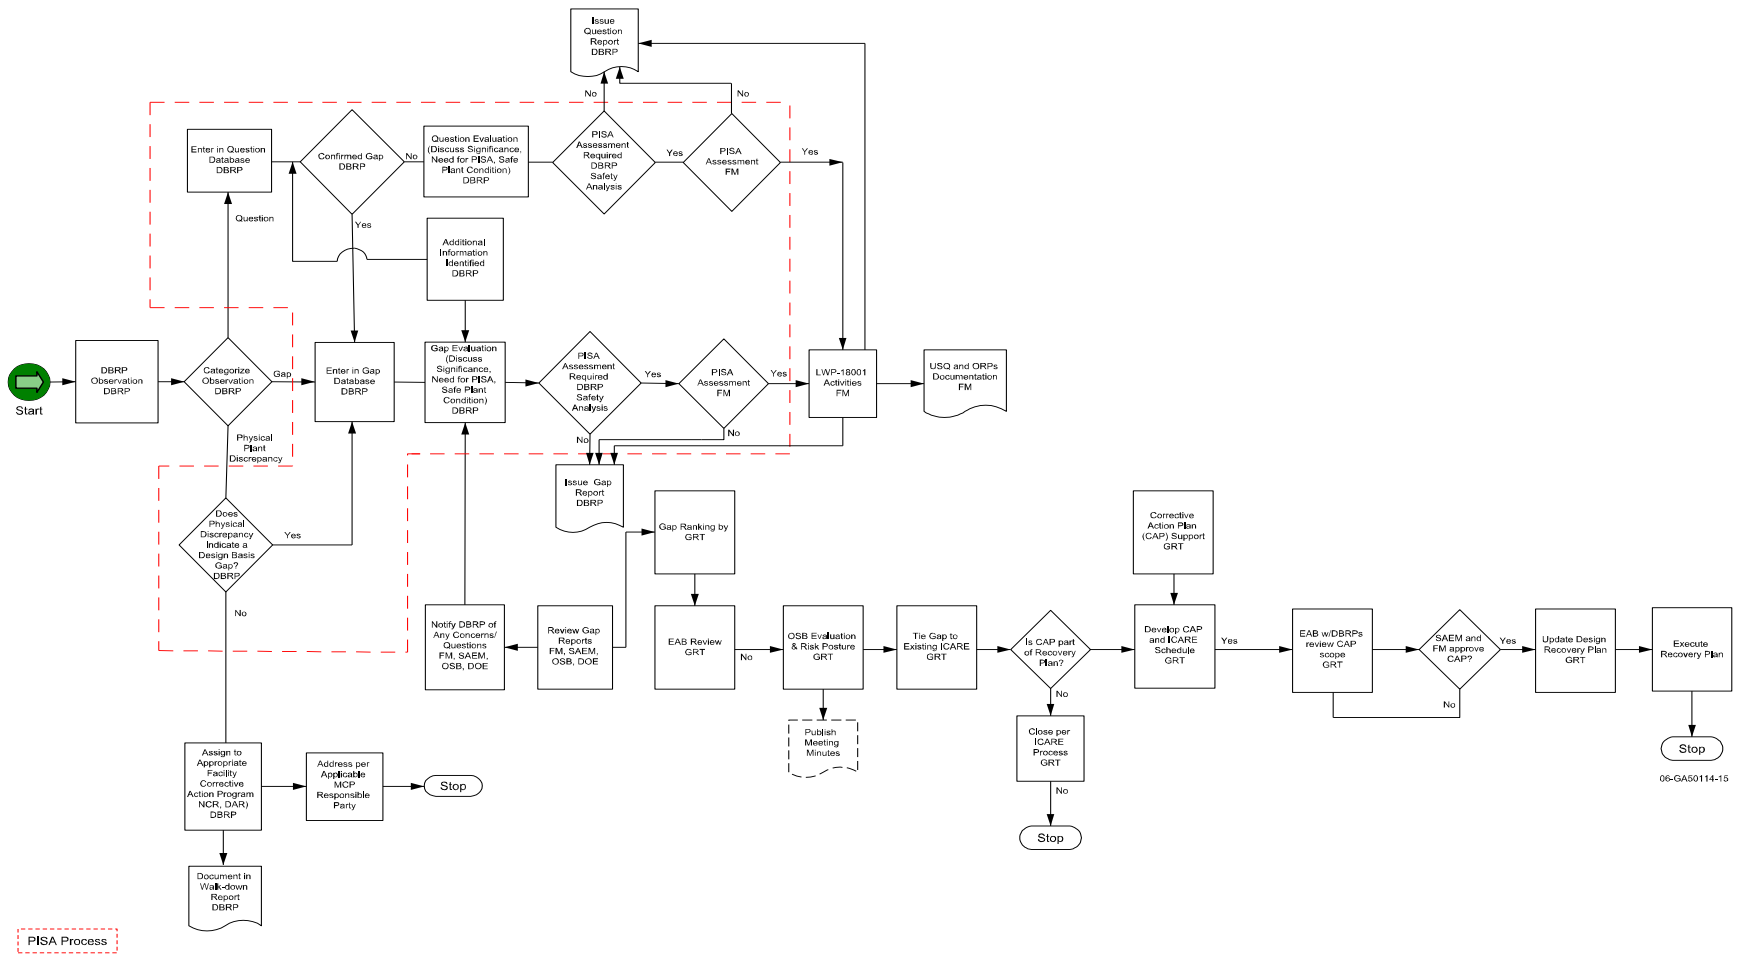 Issue
Question
Report
DBRP
No
No
Enter in Question
Database
DBRP
Confirmed Gap
DBRP
No
Question Evaluation
(Discuss Significance,
Need for PISA, Safe
Plant Condition)
DBRP
PISA
Assessment
Required
DBRP
Safety
Analysis
Yes
PISA
Assessment
FM
Yes
Question
Yes
Additional
Information
Identified
DBRP
Start
DBRP
Observation
DBRP
Categorize
Observation
DBRP
Gap
Enter in Gap
Database
DBRP
Gap Evaluation
(Discuss
Significance,
Need for PISA,
Safe Plant
Condition)
DBRP
PISA
Assessment
Required
DBRP
Safety
Analysis
Yes
PISA
Assessment
FM
Yes
LWP-18001
Activities
FM
USQ and ORPs
Documentation
FM
No
No
Physical
Plant
Discrepancy
Issue Gap
Report
DBRP
Does
Physical
Discrepancy
Indicate a
Design Basis
Gap?
DBRP
Yes
No
Gap Ranking by
GRT
Corrective
Action Plan
(CAP) Support
GRT
Notify DBRP of
Any Concerns/
Questions
FM, SAEM,
OSB, DOE
Review Gap
Reports
FM, SAEM,
OSB, DOE
EAB Review
GRT
No
OSB Evaluation
& Risk Posture
GRT
Tie Gap to
Existing ICARE
GRT
Is CAP part
of Recovery
Plan?
Develop CAP
and ICARE
Schedule
GRT
Yes
EAB w/DBRPs
review CAP
scope
GRT
SAEM and
FM approve
CAP?
Yes
No
Update Design
Recovery Plan
GRT
Execute
Recovery Plan
Stop
06-GA50114-15
Publish
Meeting
Minutes
No
Close per
ICARE
Process
GRT
No
Stop
Assign to
Appropriate
Facility
Corrective
Action Program
NCR, DAR)
DBRP
Address per
Applicable
MCP
Responsible
Party
Stop
Document in
Walk-down
Report
DBRP
PISA Process